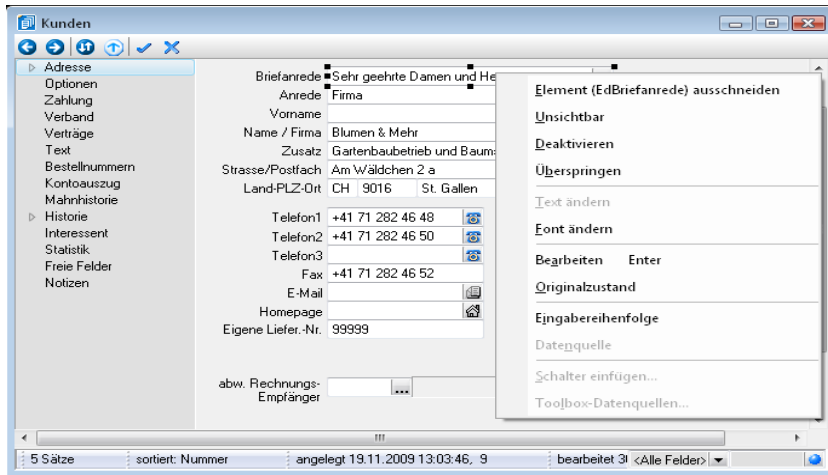 Kunden
Adresse
Optionen
Zahlung
Verband
Verträge
Text
Bestellnummern
Kontoauszug
Mahnhistorie
Historie
Interessent
Statistik
Freie Felder
Notizen
Briefanrede Sehr geehrte Damen und He
Anrede Firma
Vorname
Name / Firma Blumen & Mehr
Zusatz Gartenbaubetrieb und Baums
Strasse/Postfach Am Wäldchen 2 a
Land-PLZ-Ort CH 9016 St. Gallen
Telefon1 +41 71 282 46 48
Telefon2 +41 71 282 46 50
Telefon3
Fax +41 71 282 46 52
E-Mail
Homepage
Eigene Liefer.-Nr. 99999
abw. Rechnungs-
Empfänger ...
Element (EdBriefanrede) ausschneiden
Unsichtbar
Deaktivieren
Überspringen
Text ändern
Font ändern
Bearbeiten Enter
Originalzustand
Eingabereihenfolge
Datenquelle
Schalter einfügen...
Toolbox-Datenquellen...
5 Sätze sortiert: Nummer angelegt 19.11.2009 13:03:46, 9 bearbeitet <Alle Felder>